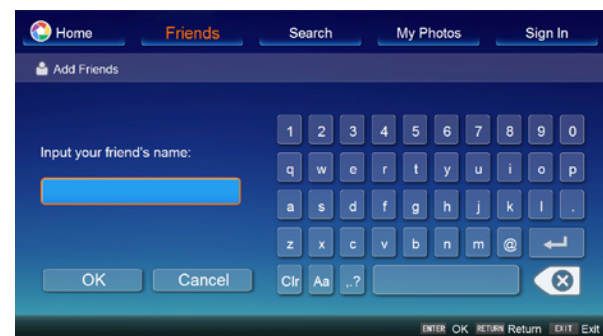 Home Friends Search My Photos Sign In
Add Friends
Input your friend's name:
1 2 3 4 5 6 7 8 9 0
q w e r t y u i o p
a s d f g h j k l .
z x c v b n m @
OK Cancel
Clr Aa ,.?
ENTER OK RETURN Return EXIT Exit